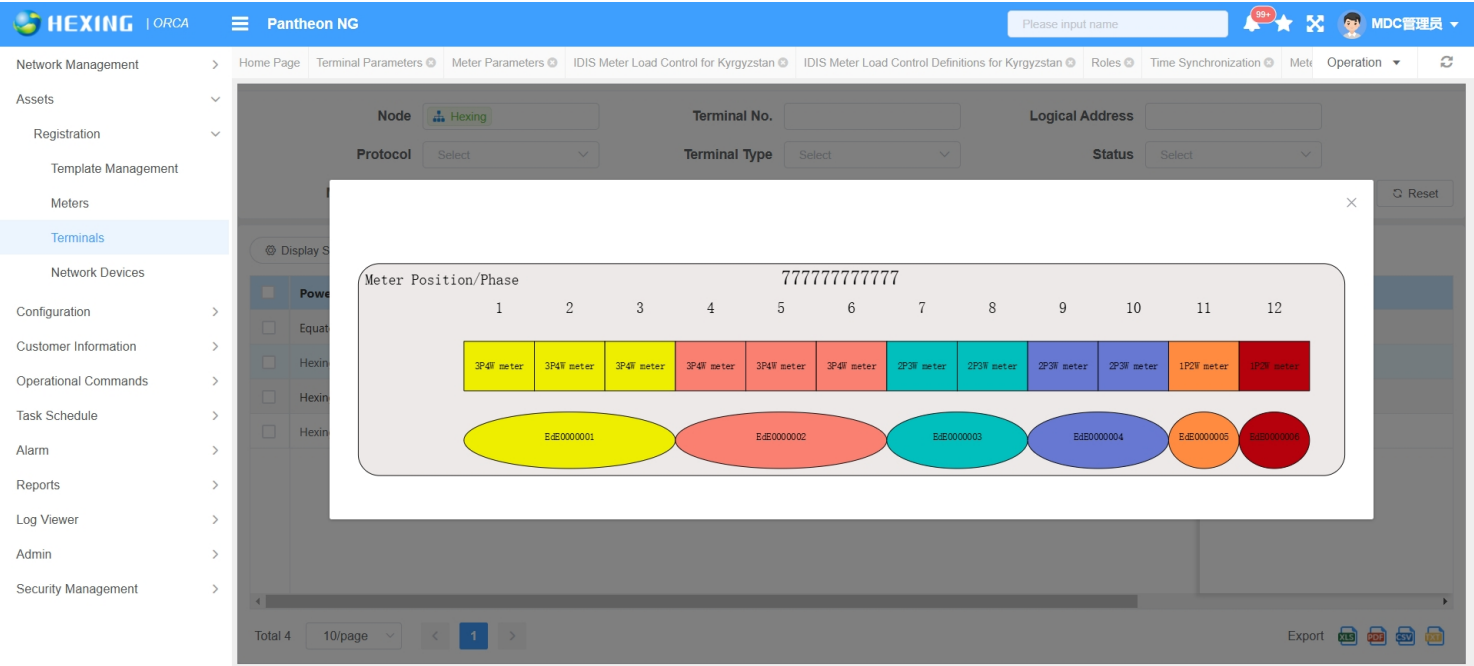 HEXING | ORCA
Pantheon NG
Please input name
99+
MDC管理员
Network Management
Home Page
Terminal Parameters
Meter Parameters
IDIS Meter Load Control for Kyrgyzstan
IDIS Meter Load Control Definitions for Kyrgyzstan
Roles
Time Synchronization
Operation
Assets
Registration
Template Management
Meters
Terminals
Network Devices
Configuration
Customer Information
Operational Commands
Task Schedule
Alarm
Reports
Log Viewer
Admin
Security Management
Node
Hexing
Terminal No.
Logical Address
Protocol
Select
Terminal Type
Select
Status
Select
Reset
Display S
Powe
Equat
Hexin
Hexin
Hexin
Meter Position/Phase
777777777777
1 2 3 4 5 6 7 8 9 10 11 12
3P4W meter 3P4W meter 3P4W meter 3P4W meter 3P4W meter 3P4W meter 2P3W meter 2P3W meter 2P3W meter 2P3W meter 1P2W meter 1P2W meter
EdE0000001 EdE0000002 EdE0000003 EdE0000004 EdE0000005 EdE0000006
Total 4
10/page
1
Export
XLS
PDF
CSV